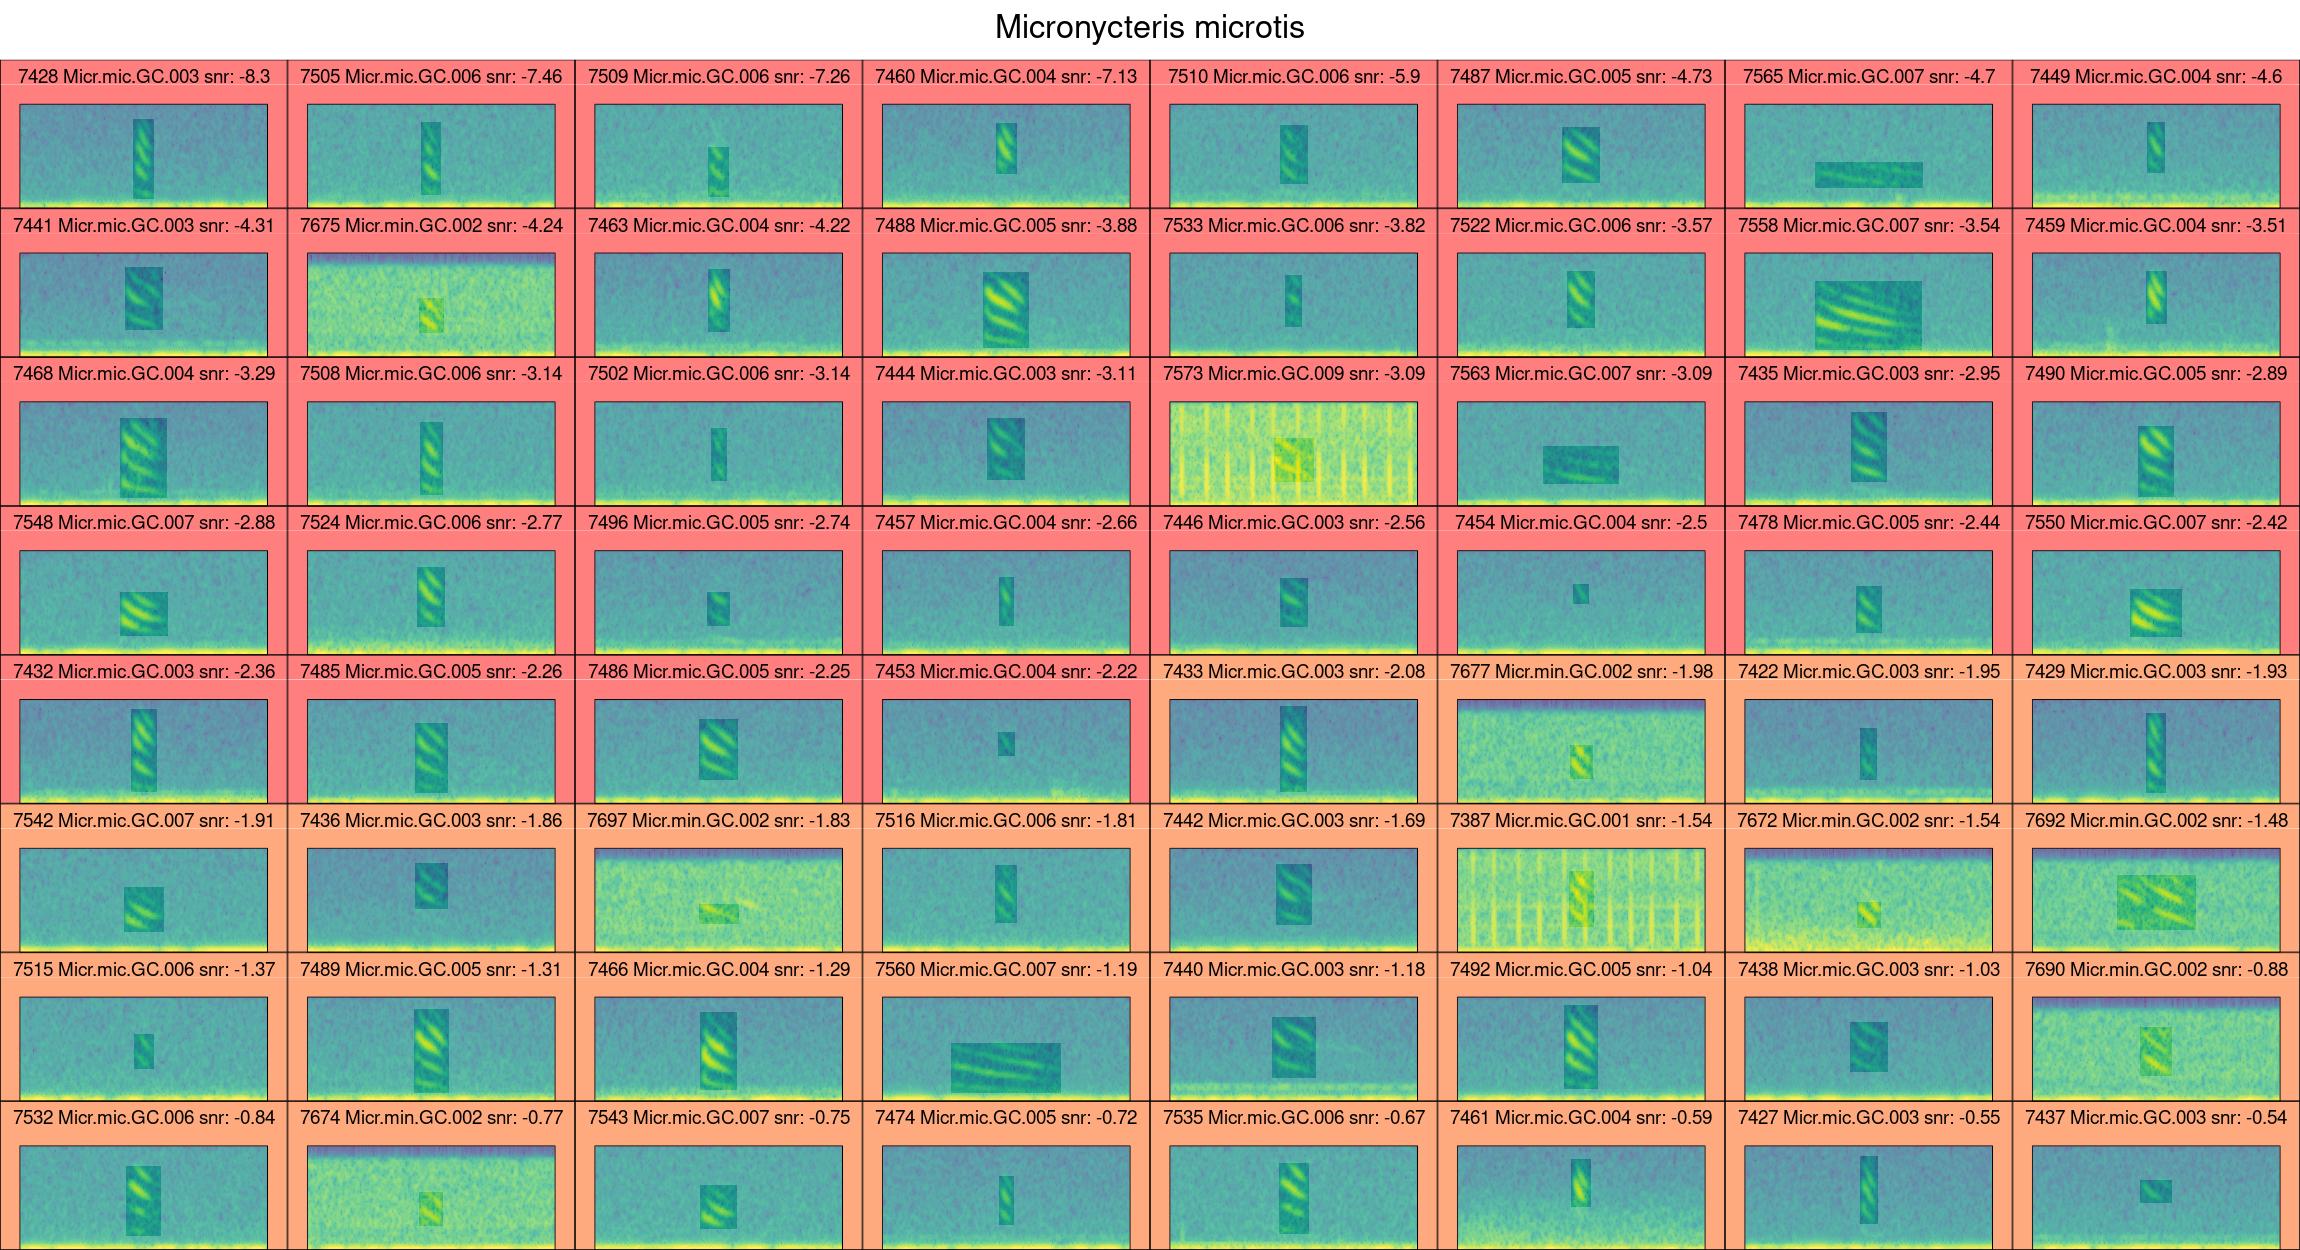 Micronycteris microtis
7428 Micr.mic.GC.003 snr: -8.3
7505 Micr.mic.GC.006 snr: -7.46
7509 Micr.mic.GC.006 snr: -7.26
7460 Micr.mic.GC.004 snr: -7.13
7510 Micr.mic.GC.006 snr: -5.9
7487 Micr.mic.GC.005 snr: -4.73
7565 Micr.mic.GC.007 snr: -4.7
7449 Micr.mic.GC.004 snr: -4.6
7441 Micr.mic.GC.003 snr: -4.31
7675 Micr.min.GC.002 snr: -4.24
7463 Micr.mic.GC.004 snr: -4.22
7488 Micr.mic.GC.005 snr: -3.88
7533 Micr.mic.GC.006 snr: -3.82
7522 Micr.mic.GC.006 snr: -3.57
7558 Micr.mic.GC.007 snr: -3.54
7459 Micr.mic.GC.004 snr: -3.51
7468 Micr.mic.GC.004 snr: -3.29
7508 Micr.mic.GC.006 snr: -3.14
7502 Micr.mic.GC.006 snr: -3.14
7444 Micr.mic.GC.003 snr: -3.11
7573 Micr.mic.GC.009 snr: -3.09
7563 Micr.mic.GC.007 snr: -3.09
7435 Micr.mic.GC.003 snr: -2.95
7490 Micr.mic.GC.005 snr: -2.89
7548 Micr.mic.GC.007 snr: -2.88
7524 Micr.mic.GC.006 snr: -2.77
7496 Micr.mic.GC.005 snr: -2.74
7457 Micr.mic.GC.004 snr: -2.66
7446 Micr.mic.GC.003 snr: -2.56
7454 Micr.mic.GC.004 snr: -2.5
7478 Micr.mic.GC.005 snr: -2.44
7550 Micr.mic.GC.007 snr: -2.42
7432 Micr.mic.GC.003 snr: -2.36
7485 Micr.mic.GC.005 snr: -2.26
7486 Micr.mic.GC.005 snr: -2.25
7453 Micr.mic.GC.004 snr: -2.22
7433 Micr.mic.GC.003 snr: -2.08
7677 Micr.min.GC.002 snr: -1.98
7422 Micr.mic.GC.003 snr: -1.95
7429 Micr.mic.GC.003 snr: -1.93
7542 Micr.mic.GC.007 snr: -1.91
7436 Micr.mic.GC.003 snr: -1.86
7697 Micr.min.GC.002 snr: -1.83
7516 Micr.mic.GC.006 snr: -1.81
7442 Micr.mic.GC.003 snr: -1.69
7387 Micr.mic.GC.001 snr: -1.54
7672 Micr.min.GC.002 snr: -1.54
7692 Micr.min.GC.002 snr: -1.48
7515 Micr.mic.GC.006 snr: -1.37
7489 Micr.mic.GC.005 snr: -1.31
7466 Micr.mic.GC.004 snr: -1.29
7560 Micr.mic.GC.007 snr: -1.19
7440 Micr.mic.GC.003 snr: -1.18
7492 Micr.mic.GC.005 snr: -1.04
7438 Micr.mic.GC.003 snr: -1.03
7690 Micr.min.GC.002 snr: -0.88
7532 Micr.mic.GC.006 snr: -0.84
7674 Micr.min.GC.002 snr: -0.77
7543 Micr.mic.GC.007 snr: -0.75
7474 Micr.mic.GC.005 snr: -0.72
7535 Micr.mic.GC.006 snr: -0.67
7461 Micr.mic.GC.004 snr: -0.59
7427 Micr.mic.GC.003 snr: -0.55
7437 Micr.mic.GC.003 snr: -0.54